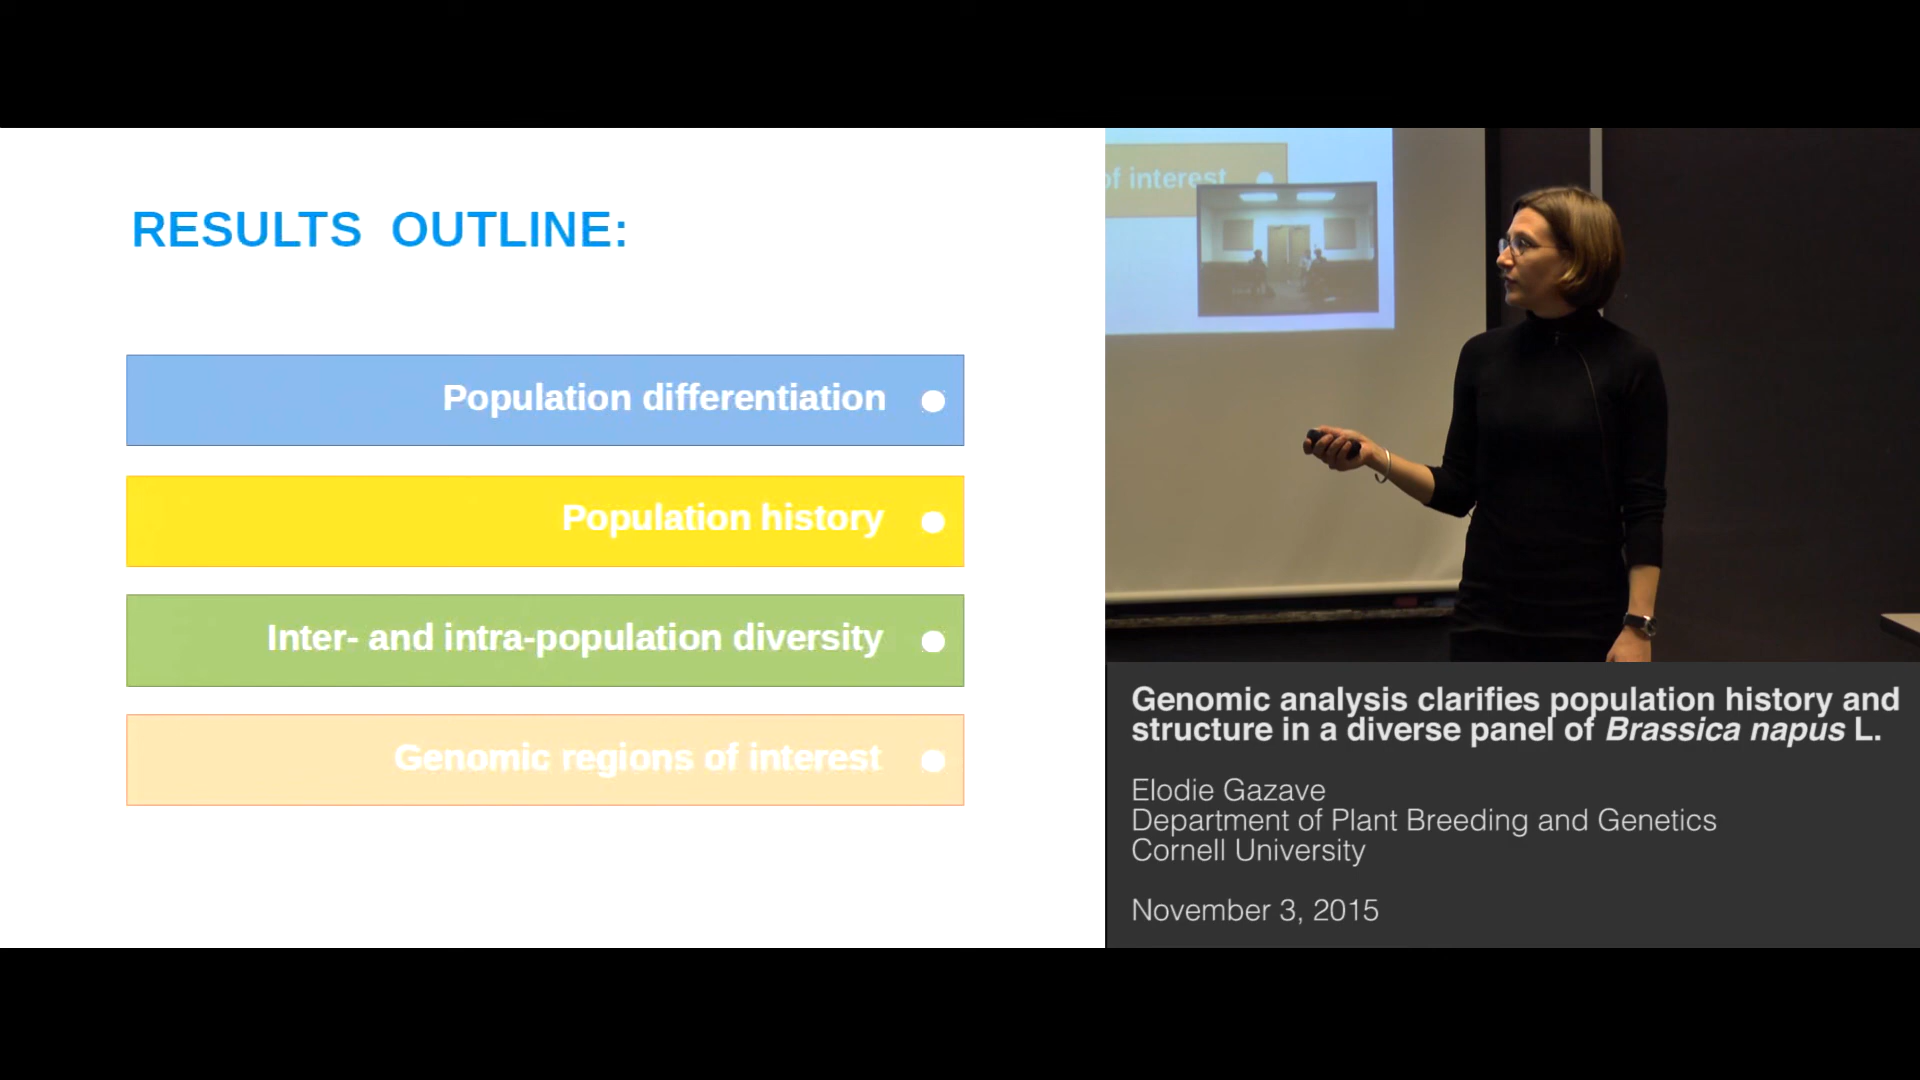 RESULTS OUTLINE:
Population differentiation
Population history
Inter- and intra-population diversity
Genomic regions of interest
of interest
Genomic analysis clarifies population history and
structure in a diverse panel of Brassica napus L.
Elodie Gazave
Department of Plant Breeding and Genetics
Cornell University
November 3, 2015